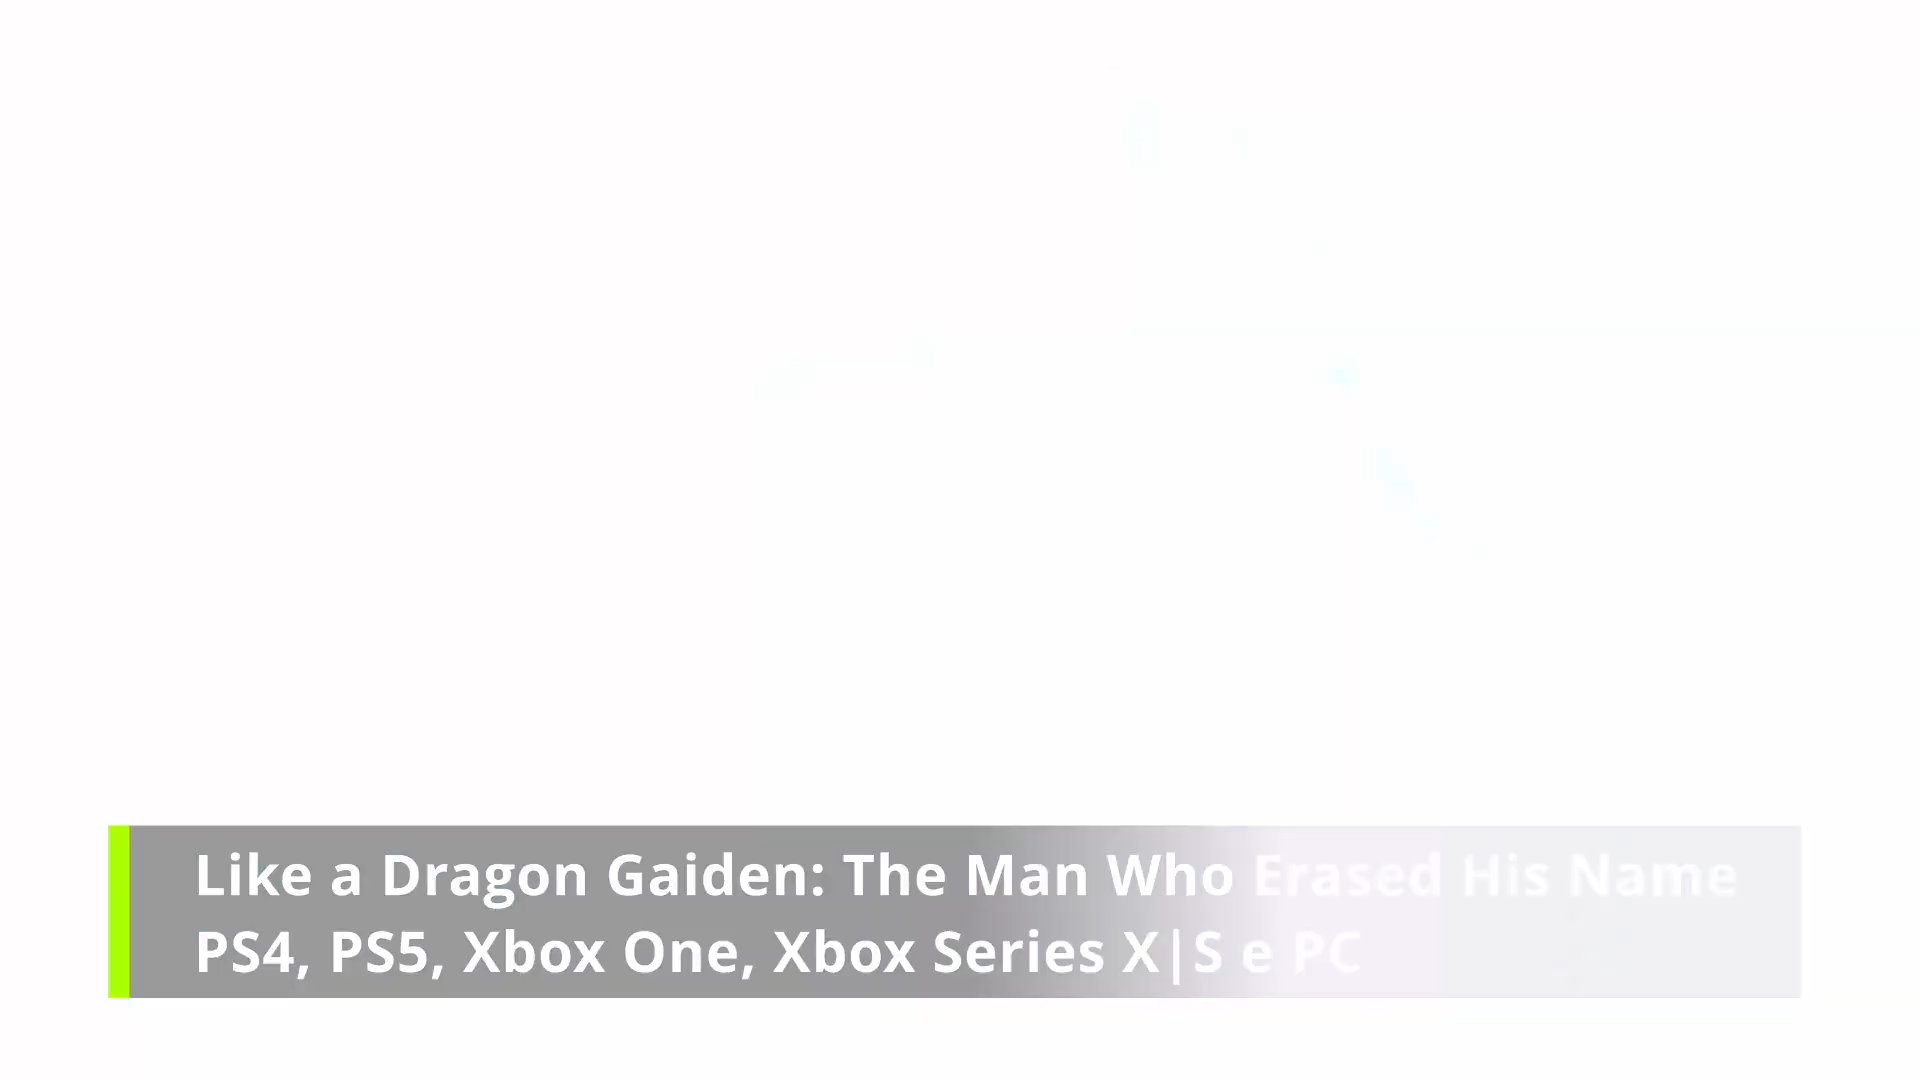 Like a Dragon Gaiden: The Man Who Erased His Name
PS4, PS5, Xbox One, Xbox Series X|S e PC